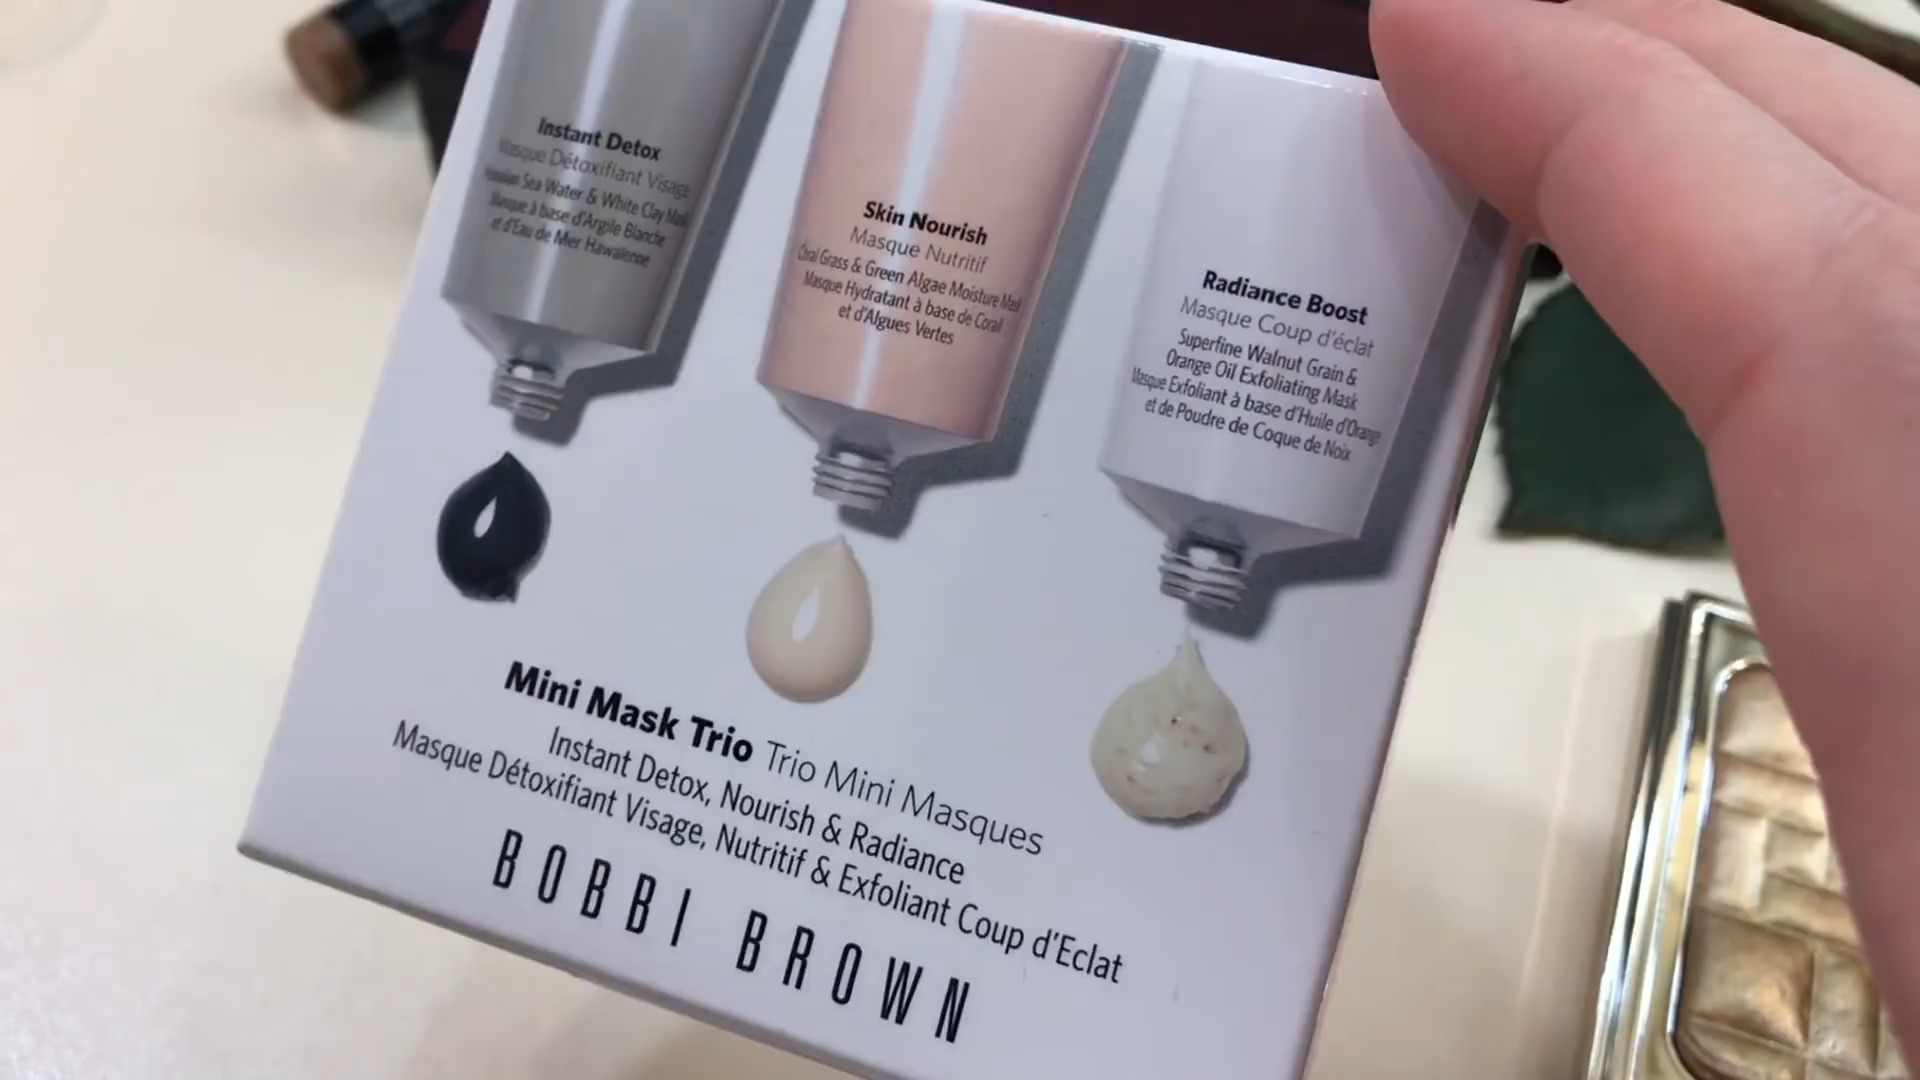 Instant Detox
Masque Détoxifiant Visage
Hawaiian Sea Water & White Clay Mask
Masque à base d'Argile Blanche
et d'Eau de Mer Hawaïenne
Skin Nourish
Masque Nutritif
Coral Grass & Green Algae Moisture Mask
Masque Hydratant à base de Corail
et d'Algues Vertes
Radiance Boost
Masque Coup d'éclat
Superfine Walnut Grain &
Orange Oil Exfoliating Mask
Masque Exfoliant à base d'Huile d'Orange
et de Poudre de Coque de Noix
Mini Mask Trio Trio Mini Masques
Instant Detox, Nourish & Radiance
Masque Détoxifiant Visage, Nutritif & Exfoliant Coup d'Eclat
BOBBI BROWN